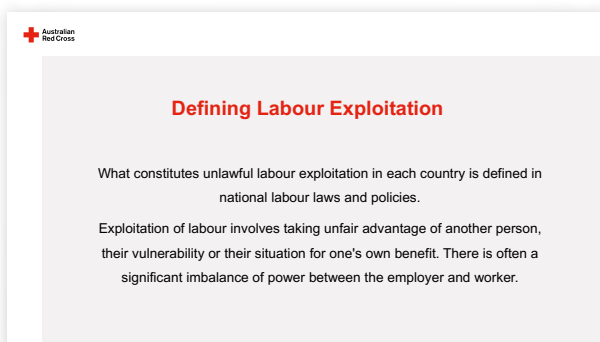 Australian
Red Cross
Defining Labour Exploitation
What constitutes unlawful labour exploitation in each country is defined in
national labour laws and policies.
Exploitation of labour involves taking unfair advantage of another person,
their vulnerability or their situation for one's own benefit. There is often a
significant imbalance of power between the employer and worker.